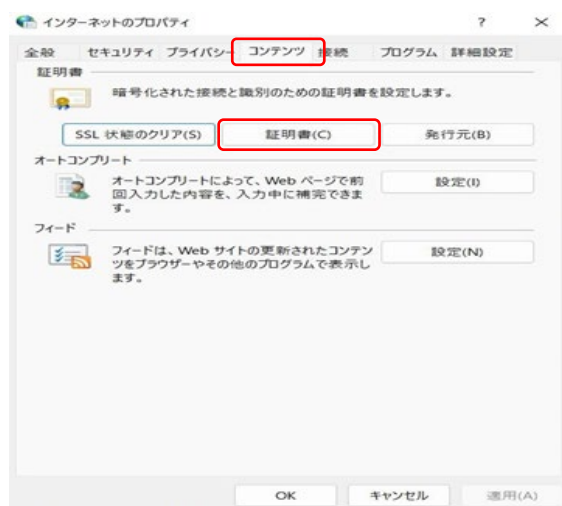 インターネットのプロパティ ? ×
全般 セキュリティ プライバシー コンテンツ 接続 プログラム 詳細設定
証明書
暗号化された接続と識別のための証明書を設定します。
SSL 状態のクリア(S) 証明書(C) 発行元(B)
オートコンプリート
オートコンプリートによって、Web ページで前
回入力した内容を、入力中に補完できま
す。
設定(I)
フィード
フィードは、Web サイトの更新されたコンテン
ツをブラウザーやその他のプログラムで表示し
ます。
設定(N)
OK キャンセル 適用(A)